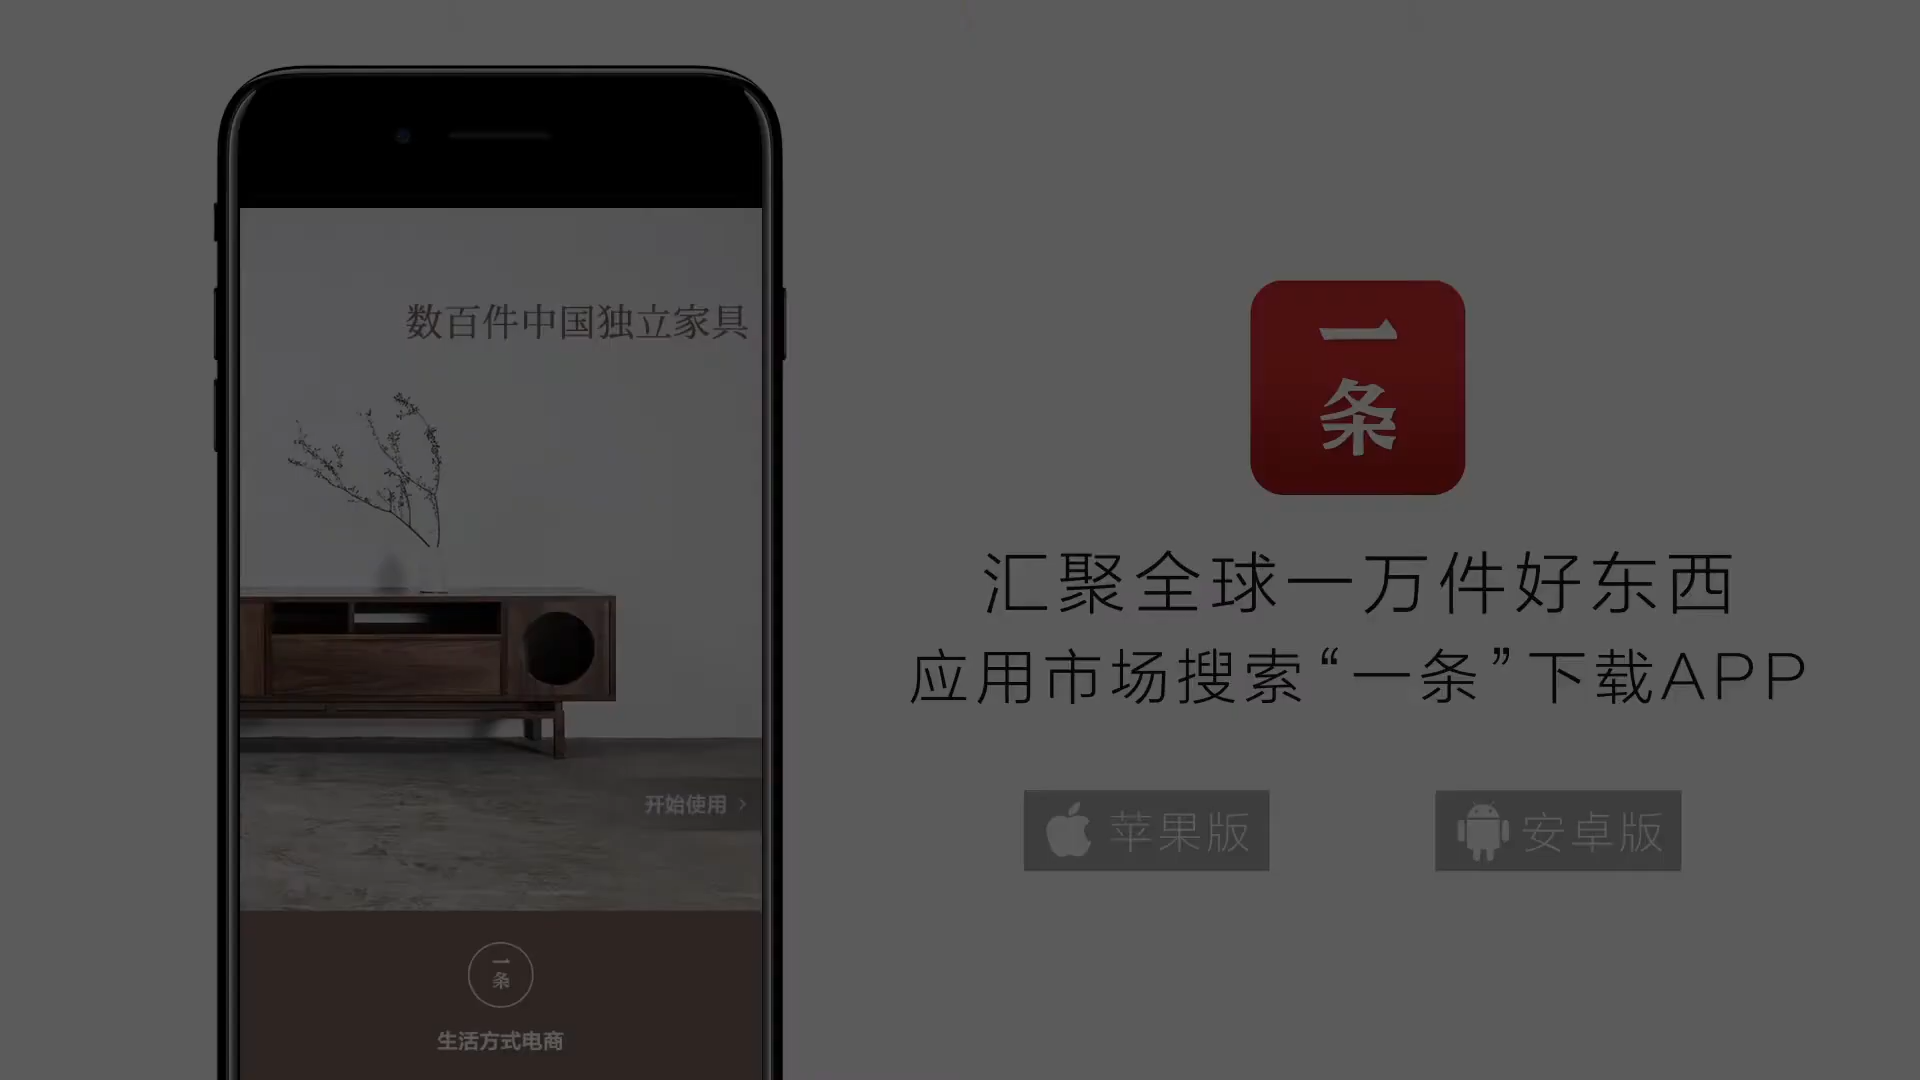 数百件中国独立家具
开始使用 >
一条
生活方式电商
一条
汇聚全球一万件好东西
应用市场搜索“一条”下载APP
苹果版
安卓版